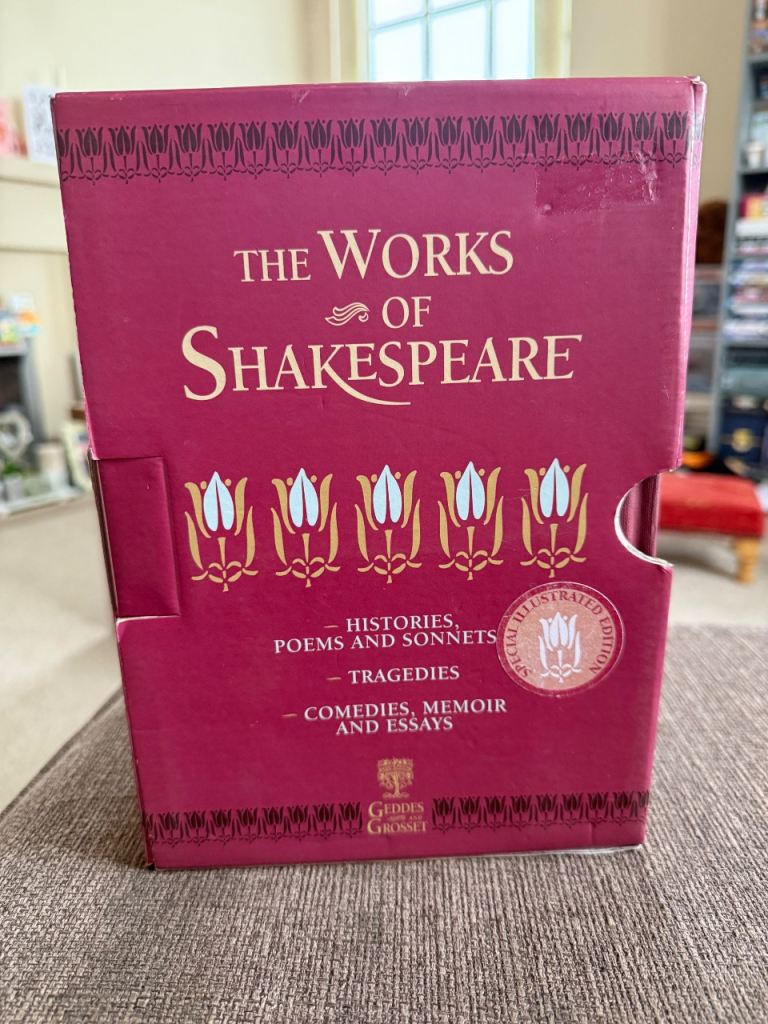 THE WORKS
OF
SHAKESPEARE
– HISTORIES,
POEMS AND SONNETS
– TRAGEDIES
– COMEDIES, MEMOIR
AND ESSAYS
SPECIAL ILLUSTRATED EDITION
GEDDES
AND
GROSSET